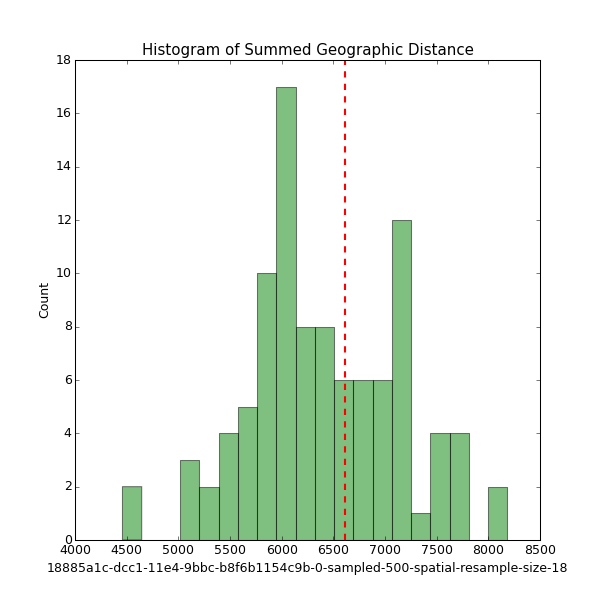 Histogram of Summed Geographic Distance
18
16
14
12
10
8
6
4
2
0
Count
4000 4500 5000 5500 6000 6500 7000 7500 8000 8500
18885a1c-dcc1-11e4-9bbc-b8f6b1154c9b-0-sampled-500-spatial-resample-size-18